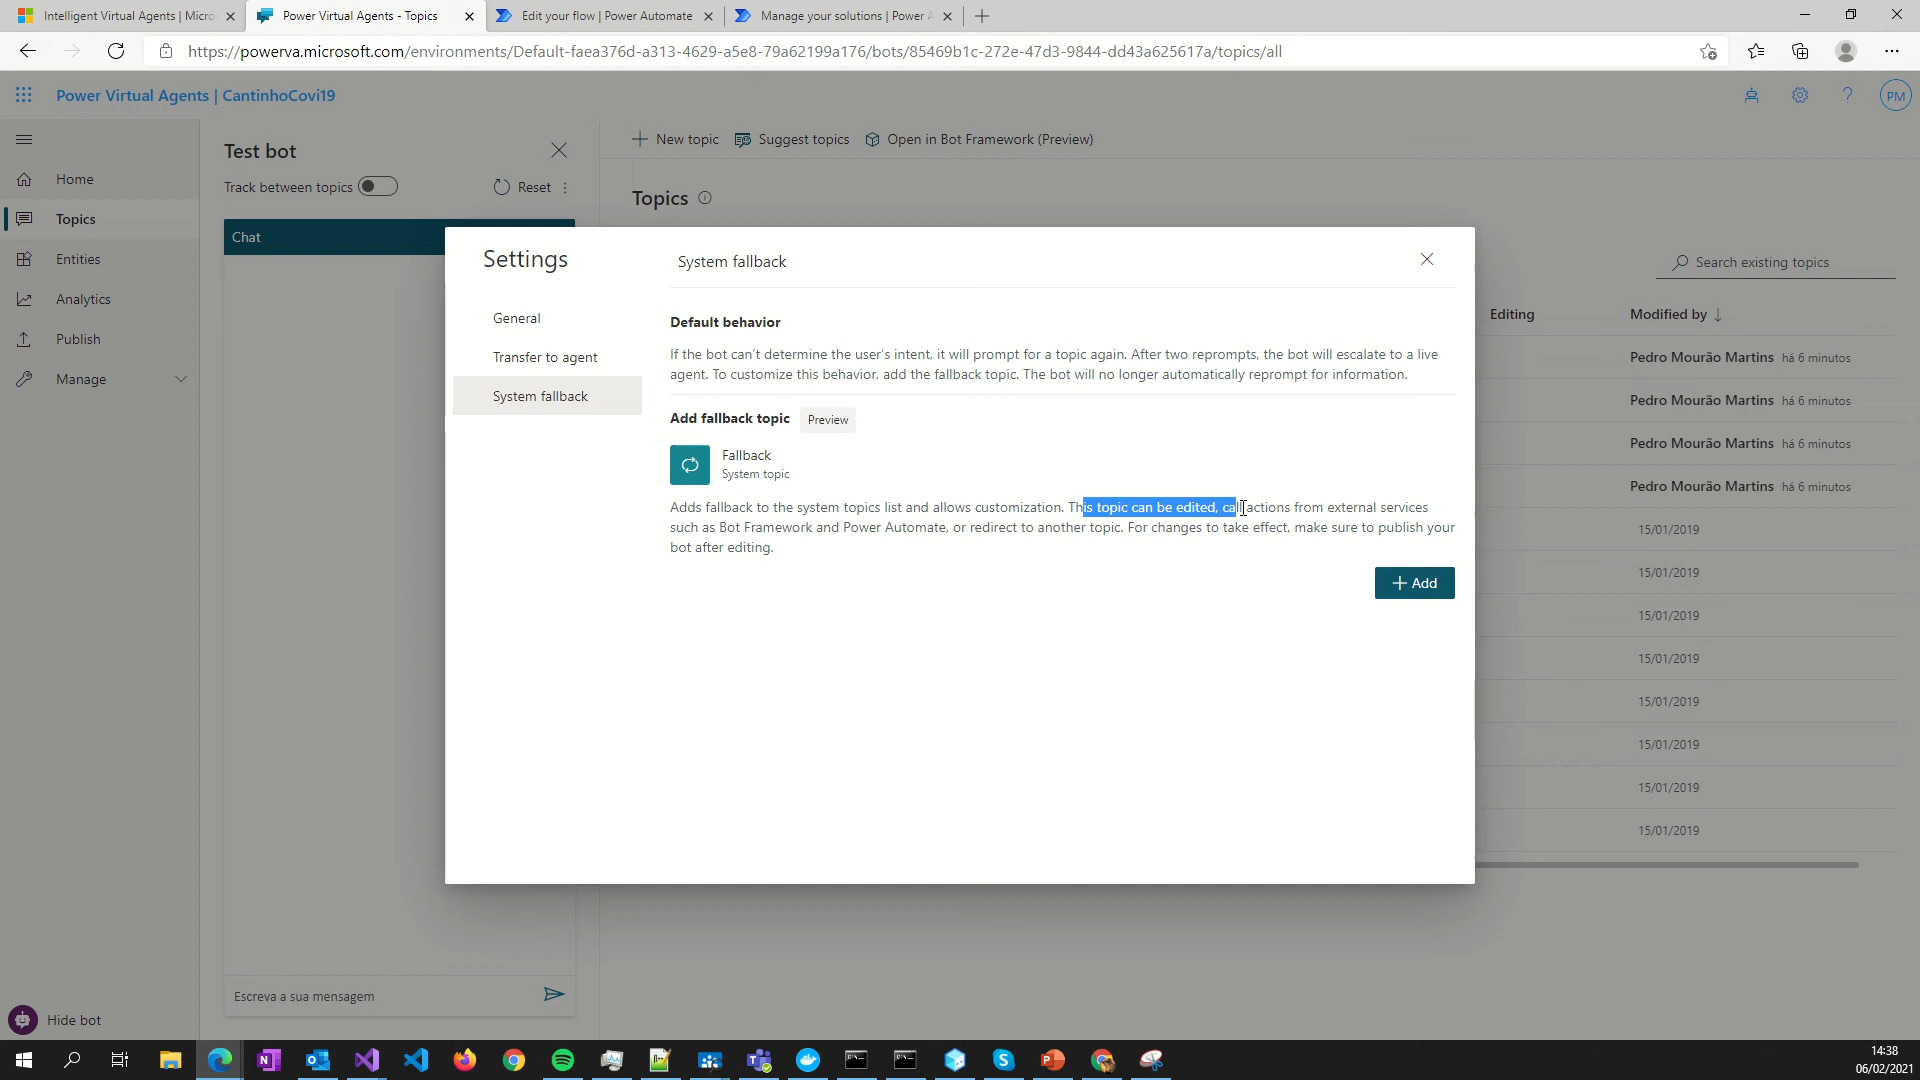 Intelligent Virtual Agents | Micro
Power Virtual Agents - Topics
Edit your flow | Power Automate
Manage your solutions | Power A
https://powerva.microsoft.com/environments/Default-faea376d-a313-4629-a5e8-79a62199a176/bots/85469b1c-272e-47d3-9844-dd43a625617a/topics/all
Power Virtual Agents | CantinhoCovi19
PM
Home
Topics
Entities
Analytics
Publish
Manage
Hide bot
Test bot
Track between topics
Reset
Chat
Escreva a sua mensagem
New topic
Suggest topics
Open in Bot Framework (Preview)
Topics
Search existing topics
Editing
Modified by
Pedro Mourão Martins há 6 minutos
Pedro Mourão Martins há 6 minutos
Pedro Mourão Martins há 6 minutos
Pedro Mourão Martins há 6 minutos
15/01/2019
15/01/2019
15/01/2019
15/01/2019
15/01/2019
15/01/2019
15/01/2019
15/01/2019
Settings
General
Transfer to agent
System fallback
System fallback
Default behavior
If the bot can't determine the user's intent, it will prompt for a topic again. After two reprompts, the bot will escalate to a live
agent. To customize this behavior, add the fallback topic. The bot will no longer automatically reprompt for information.
Add fallback topic
Preview
Fallback
System topic
Adds fallback to the system topics list and allows customization. This topic can be edited, call actions from external services
such as Bot Framework and Power Automate, or redirect to another topic. For changes to take effect, make sure to publish your
bot after editing.
Add
14:38
06/02/2021